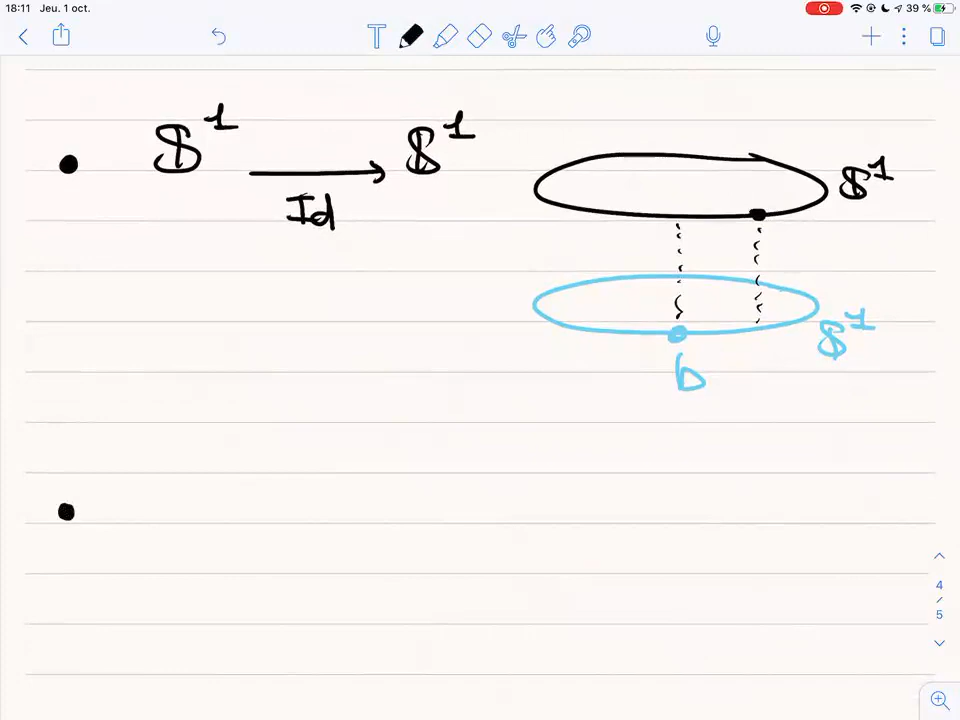 18:11 Jeu. 1 oct. 39 %
• 𝕊¹ → 𝕊¹
Id
𝕊¹
𝕊¹
b
•
4
/
5